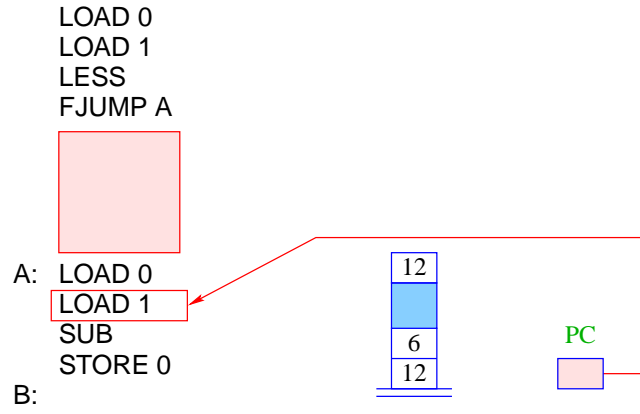 LOAD 0
LOAD 1
LESS
FJUMP A
A: LOAD 0
LOAD 1
SUB
STORE 0
B:
12
6
12
PC